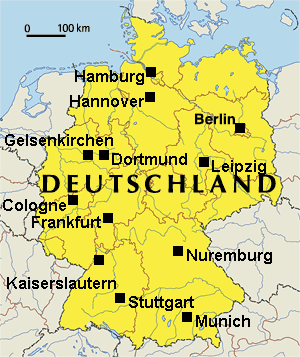 0 100 km
Hamburg
Hannover
Berlin
Gelsenkirchen
Dortmund
Leipzig
DEUTSCHLAND
Cologne
Frankfurt
Nuremburg
Kaiserslautern
Stuttgart
Munich